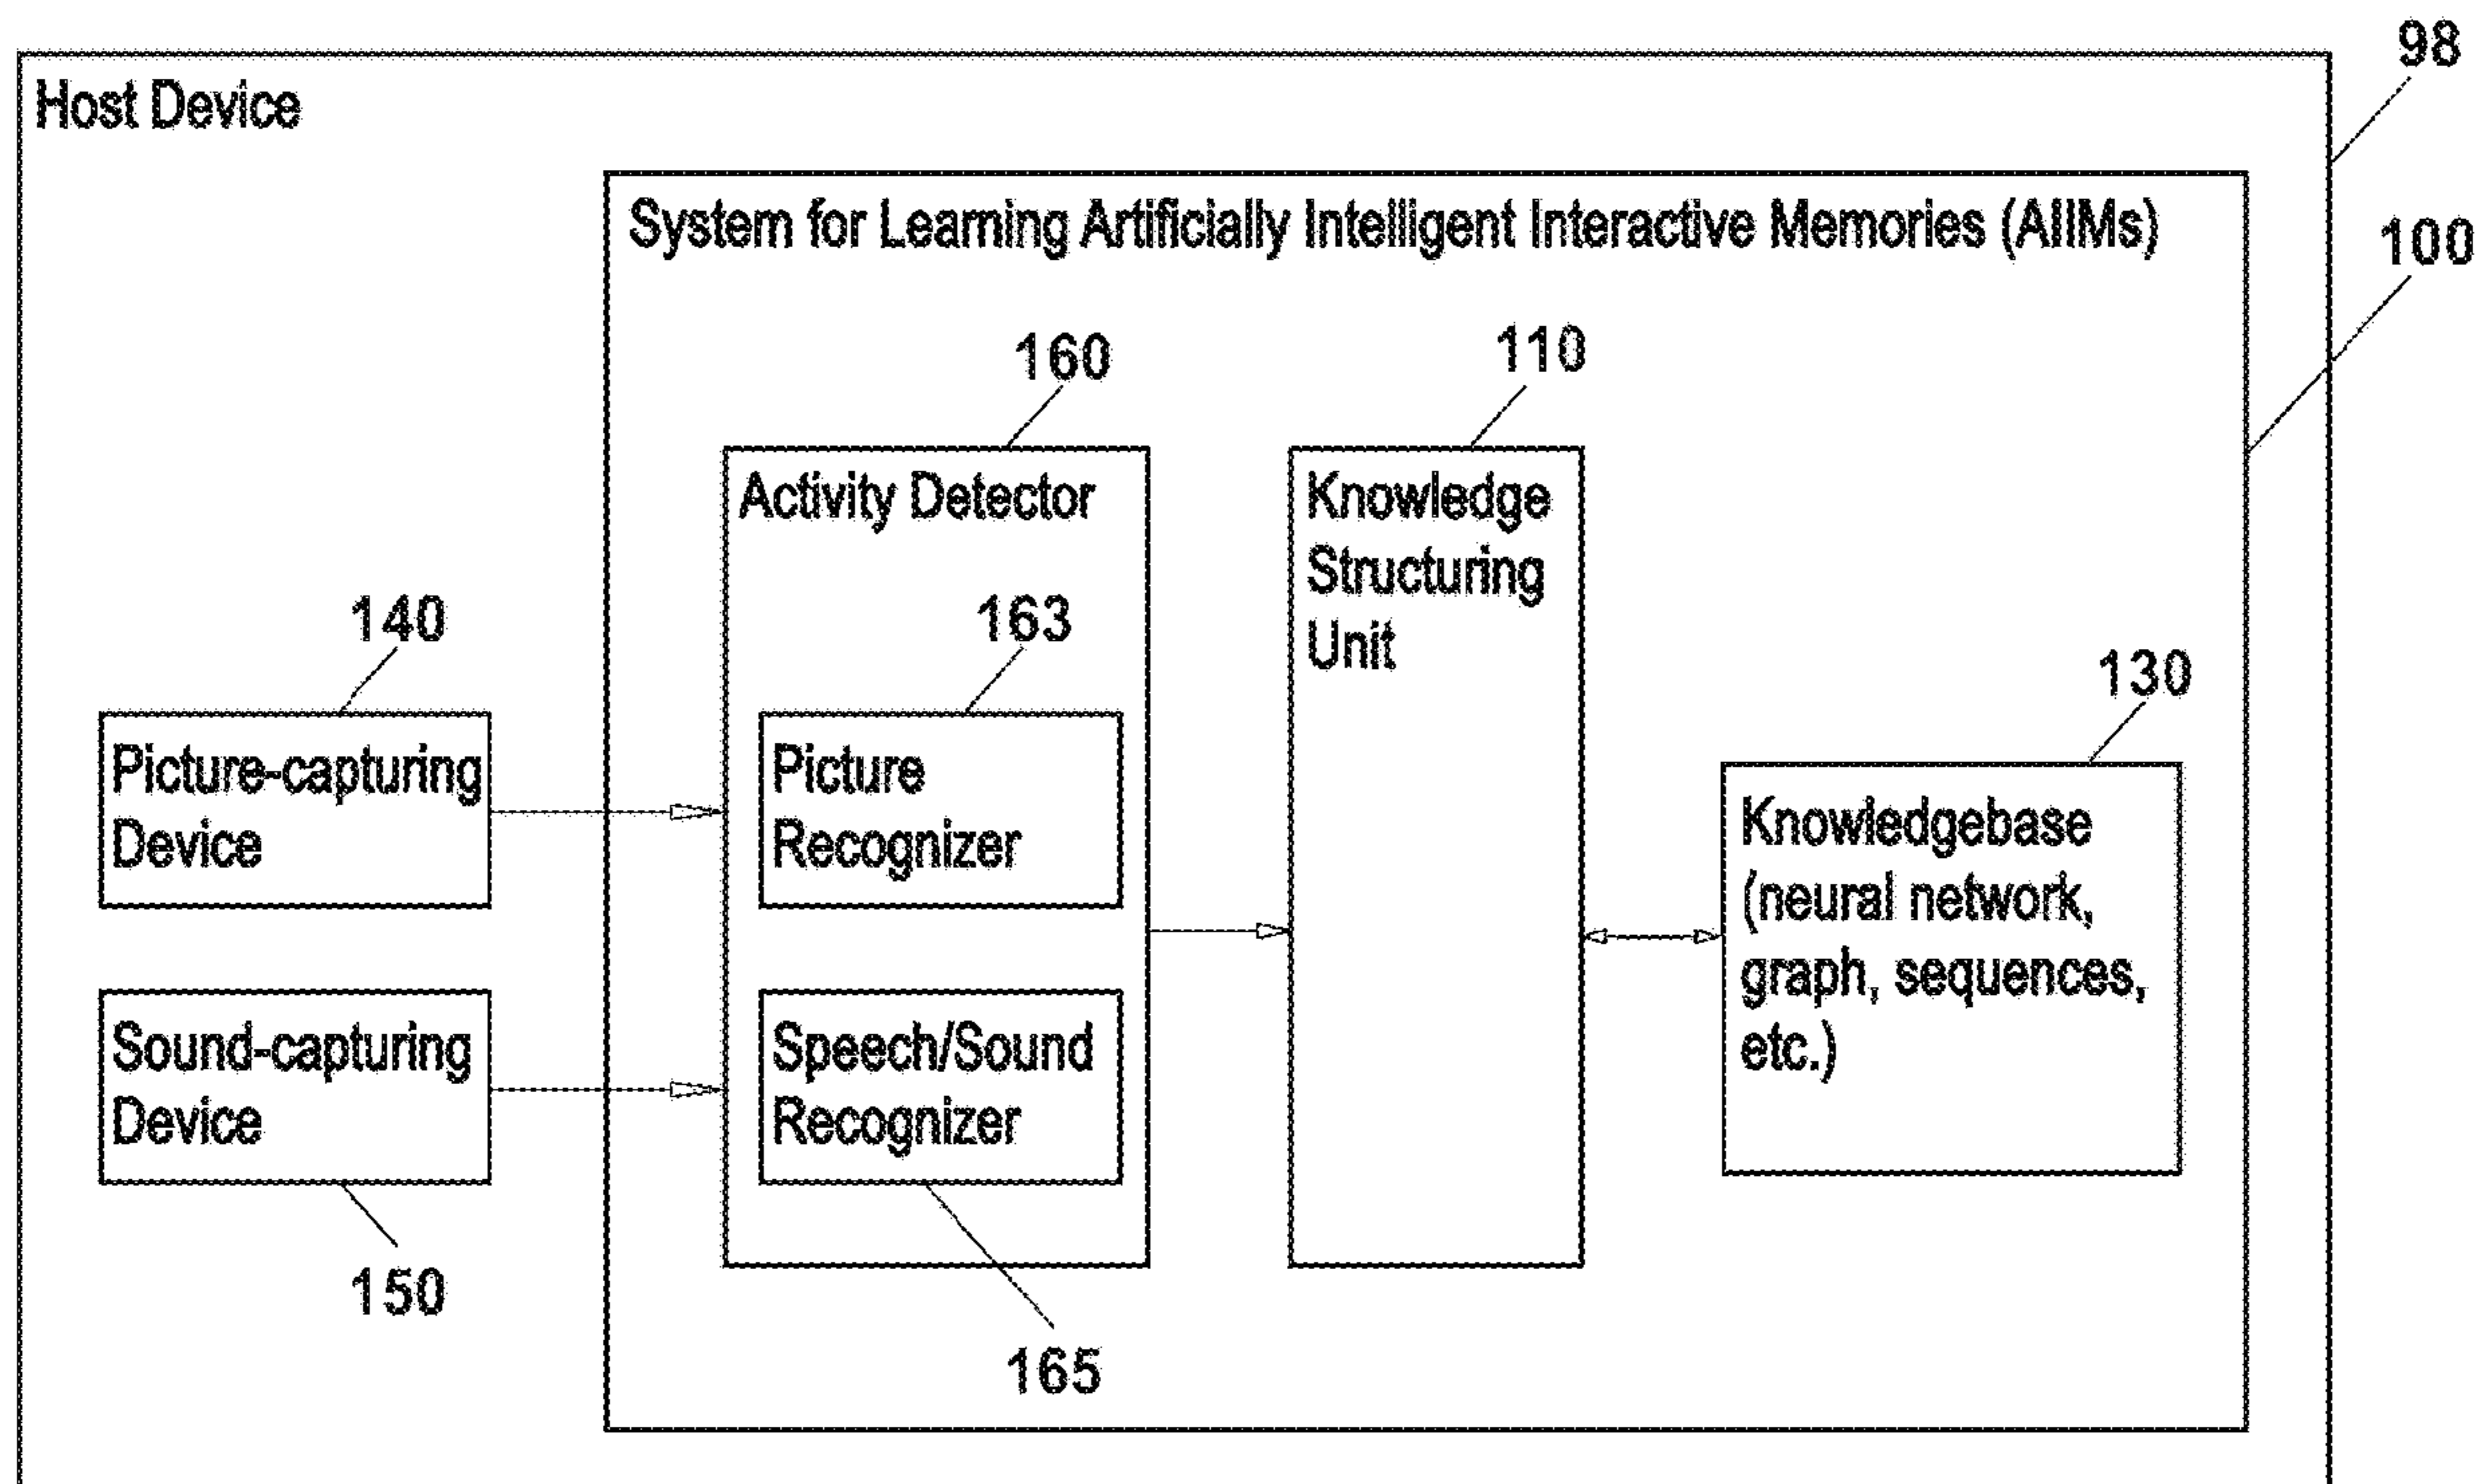 98
Host Device
System for Learning Artificially Intelligent Interactive Memories (AIIMs)
100
160
110
Activity Detector
Knowledge
Structuring
Unit
140
163
130
Picture-capturing
Device
Picture
Recognizer
Knowledgebase
(neural network,
graph, sequences,
etc.)
Sound-capturing
Device
Speech/Sound
Recognizer
150
165